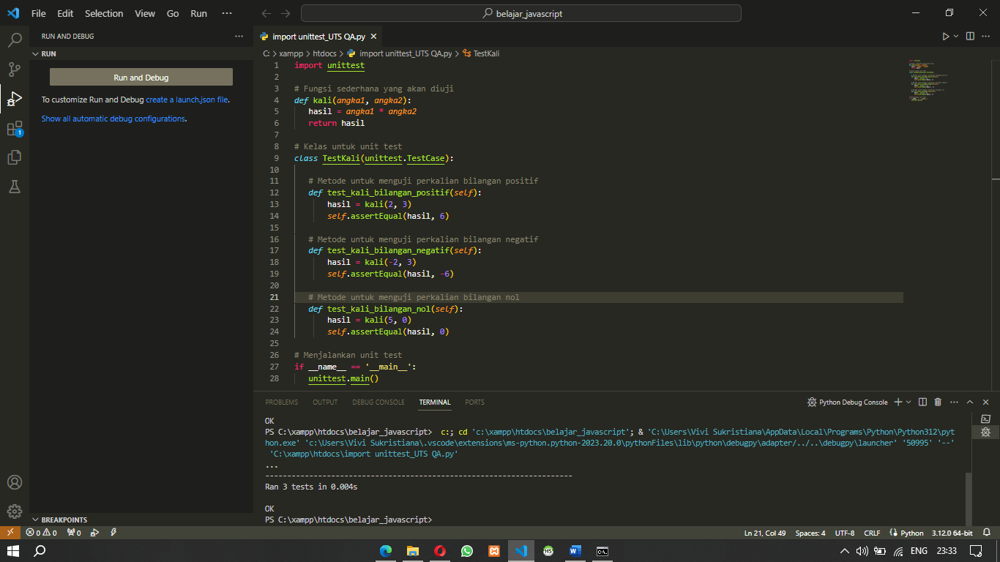 File Edit Selection View Go Run ···
belajar_javascript
RUN AND DEBUG ···
RUN
Run and Debug
To customize Run and Debug create a launch.json file.
Show all automatic debug configurations.
1
BREAKPOINTS
import unittest_UTS QA.py
C: > xampp > htdocs > import unittest_UTS QA.py > TestKali
1 import unittest
2
3 # Fungsi sederhana yang akan diuji
4 def kali(angka1, angka2):
5 hasil = angka1 * angka2
6 return hasil
7
8 # Kelas untuk unit test
9 class TestKali(unittest.TestCase):
10
11 # Metode untuk menguji perkalian bilangan positif
12 def test_kali_bilangan_positif(self):
13 hasil = kali(2, 3)
14 self.assertEqual(hasil, 6)
15
16 # Metode untuk menguji perkalian bilangan negatif
17 def test_kali_bilangan_negatif(self):
18 hasil = kali(-2, 3)
19 self.assertEqual(hasil, -6)
20
21 # Metode untuk menguji perkalian bilangan nol
22 def test_kali_bilangan_nol(self):
23 hasil = kali(5, 0)
24 self.assertEqual(hasil, 0)
25
26 # Menjalankan unit test
27 if __name__ == '__main__':
28 unittest.main()
PROBLEMS OUTPUT DEBUG CONSOLE TERMINAL PORTS
Python Debug Console
OK
PS C:\xampp\htdocs\belajar_javascript> c:; cd 'c:\xampp\htdocs\belajar_javascript'; & 'C:\Users\Vivi Sukristiana\AppData\Local\Programs\Python\Python312\pyt
hon.exe' 'c:\Users\Vivi Sukristiana\.vscode\extensions\ms-python.python-2023.20.0\pythonFiles\lib\python\debugpy\adapter/../..\debugpy\launcher' '50995' '--'
'C:\xampp\htdocs\import unittest_UTS QA.py'
...
----------------------------------------------------------------------
Ran 3 tests in 0.004s
OK
PS C:\xampp\htdocs\belajar_javascript>
0 0 0
Ln 21, Col 49 Spaces: 4 UTF-8 CRLF Python 3.12.0 64-bit
ENG 23:33